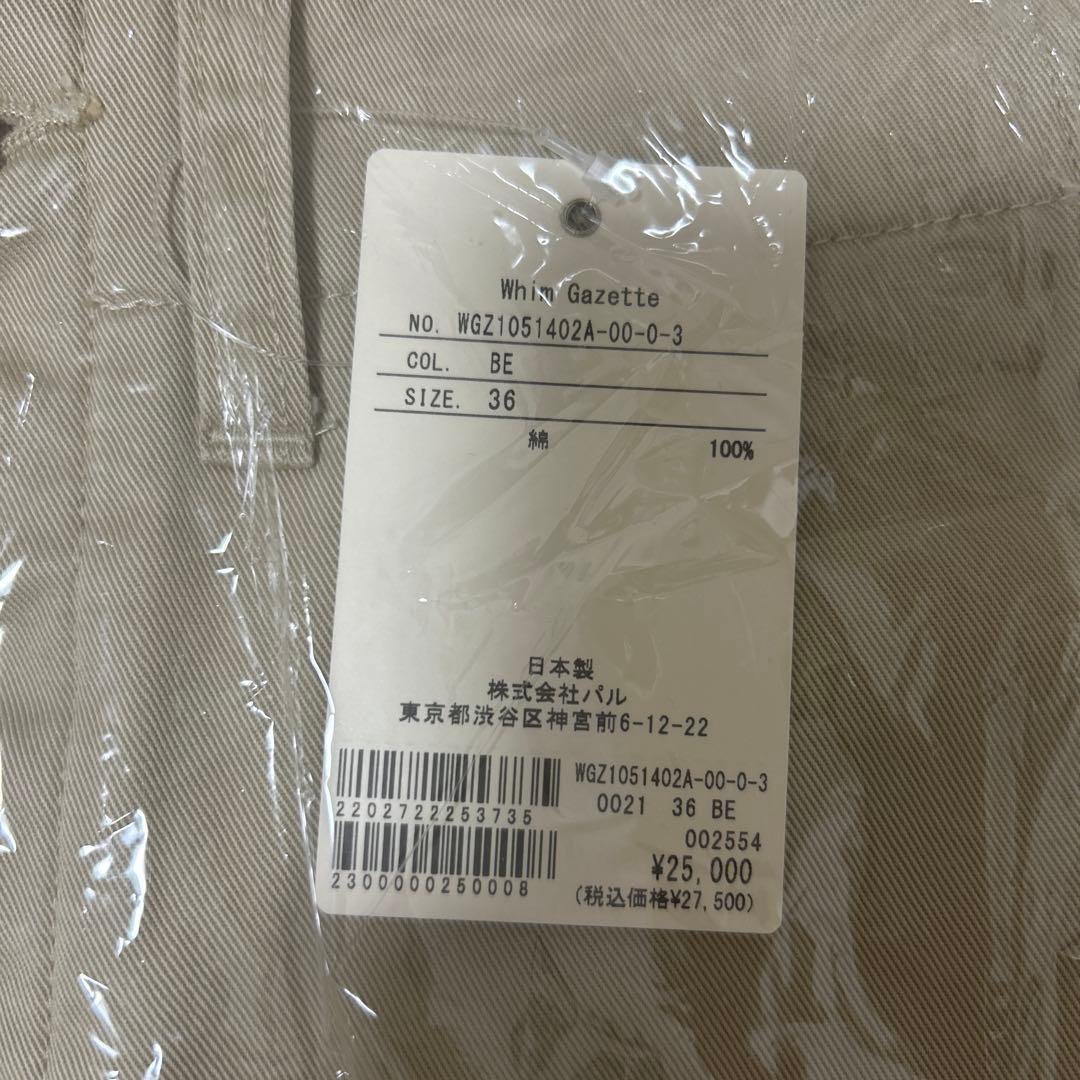 Whim Gazette
NO. WGZ1051402A-00-0-3
COL. BE
SIZE. 36
綿 100%
日本製
株式会社パル
東京都渋谷区神宮前6-12-22
2202722253735
2300000250008
WGZ1051402A-00-0-3
0021 36 BE
002554
¥25,000
(税込価格¥27,500)